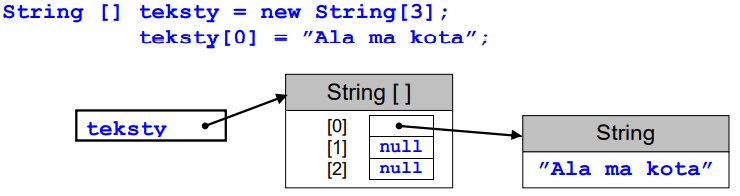 String [] teksty = new String[3];
teksty[0] = ”Ala ma kota”;
String [ ]
teksty
[0]
[1] null
[2] null
String
”Ala ma kota”